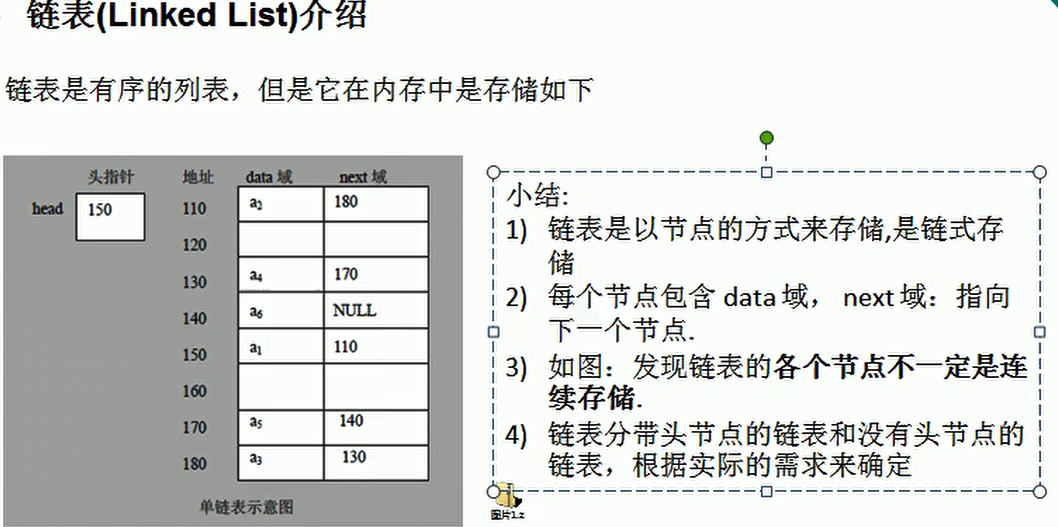 链表(Linked List)介绍
链表是有序的列表，但是它在内存中是存储如下
头指针 地址 data 域 next 域
head 150 110 a₂ 180
120
130 a₄ 170
140 a₆ NULL
150 a₁ 110
160
170 a₅ 140
180 a₃ 130
单链表示意图
小结:
1) 链表是以节点的方式来存储,是链式存
储
2) 每个节点包含 data 域， next 域：指向
下一个节点.
3) 如图：发现链表的各个节点不一定是连
续存储.
4) 链表分带头节点的链表和没有头节点的
链表，根据实际的需求来确定
图片1.z